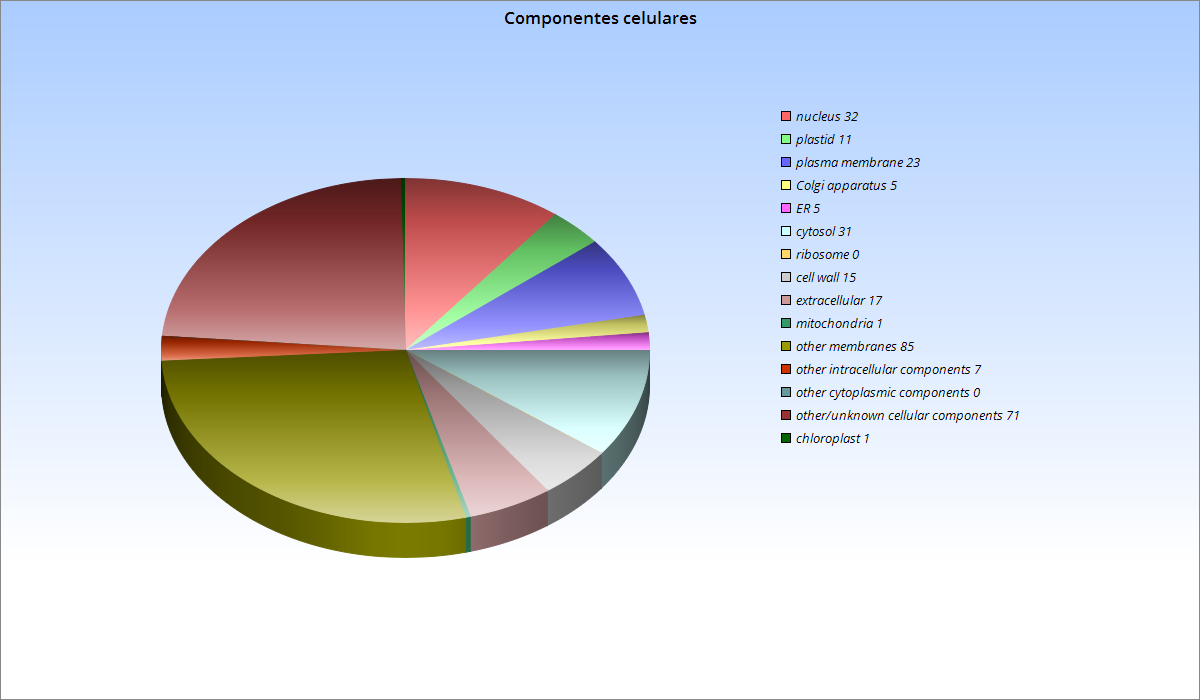 Componentes celulares
nucleus 32
plastid 11
plasma membrane 23
Colgi apparatus 5
ER 5
cytosol 31
ribosome 0
cell wall 15
extracellular 17
mitochondria 1
other membranes 85
other intracellular components 7
other cytoplasmic components 0
other/unknown cellular components 71
chloroplast 1